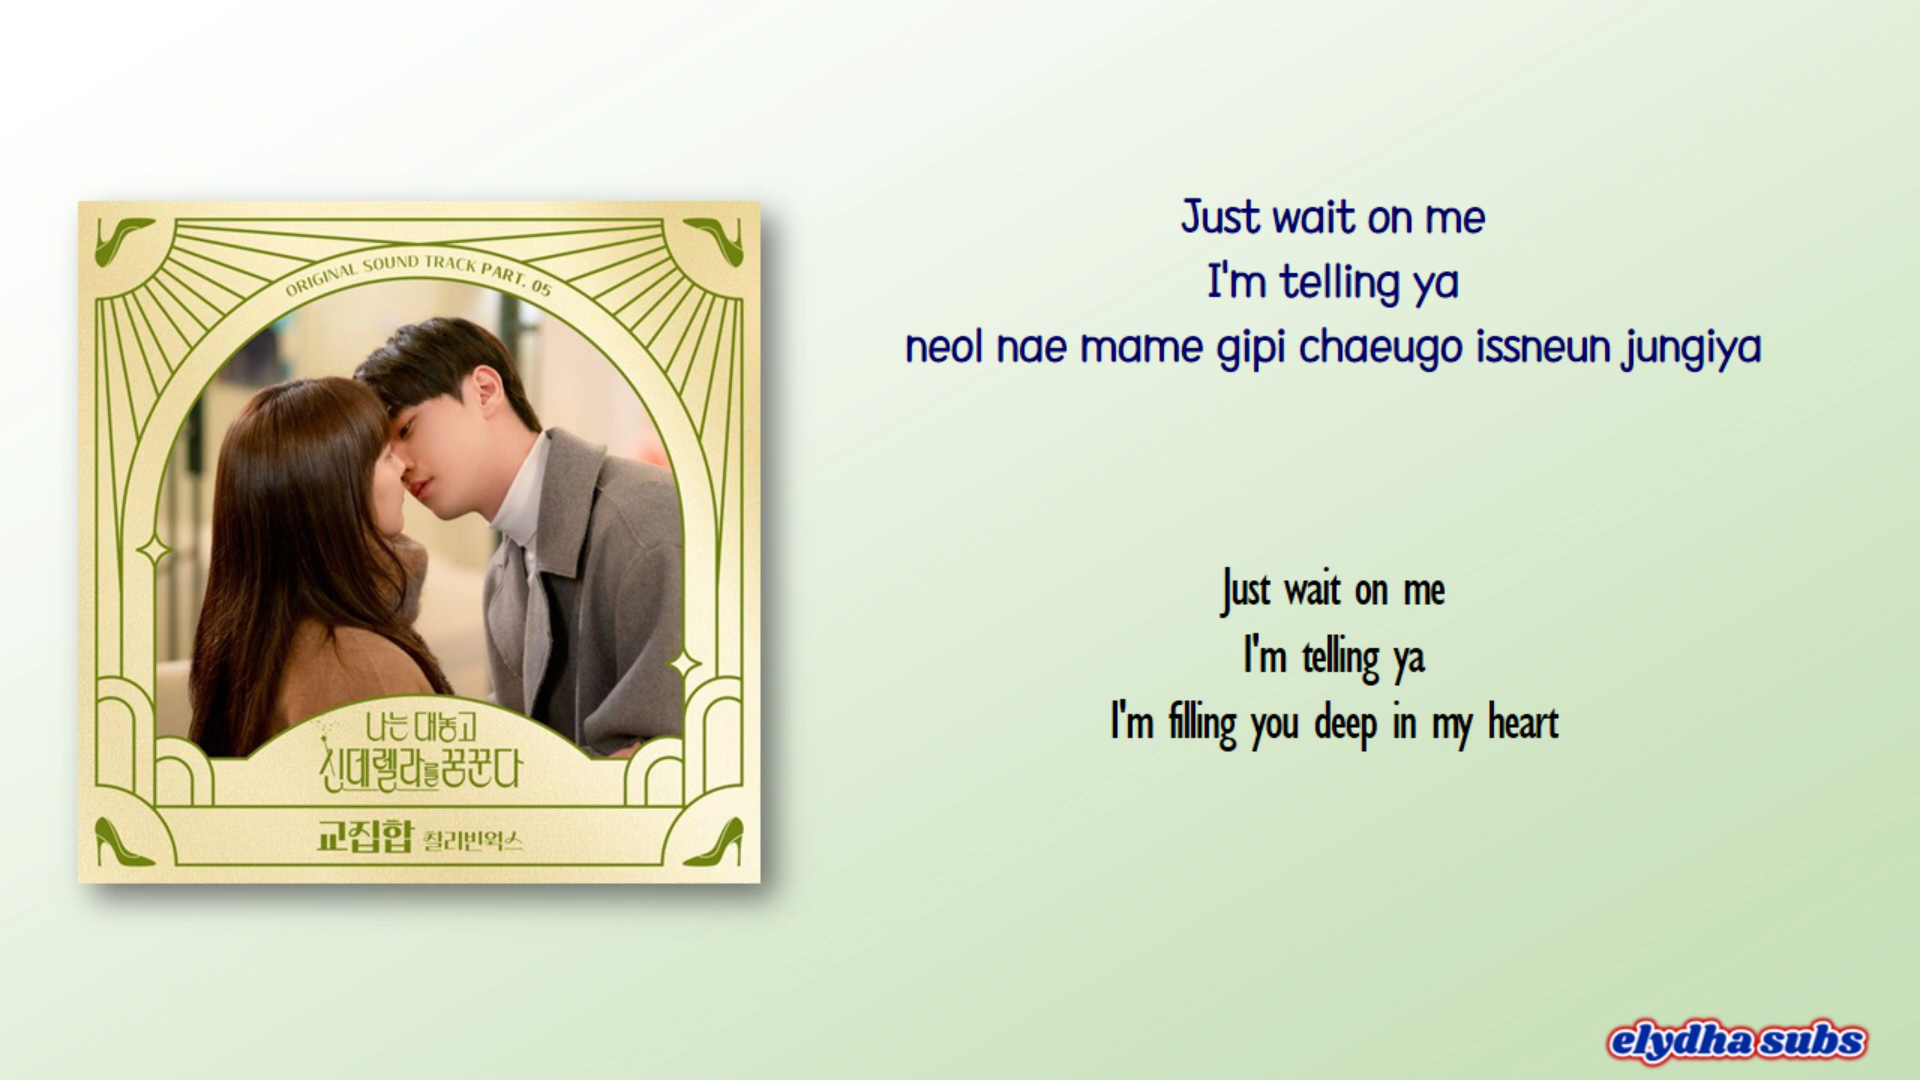 ORIGINAL SOUND TRACK PART. 05
나는 대놓고
신데렐라를 꿈꾼다
교집합 칠리빈웍스
Just wait on me
I'm telling ya
neol nae mame gipi chaeugo issneun jungiya
Just wait on me
I'm telling ya
I'm filling you deep in my heart
elydha subs